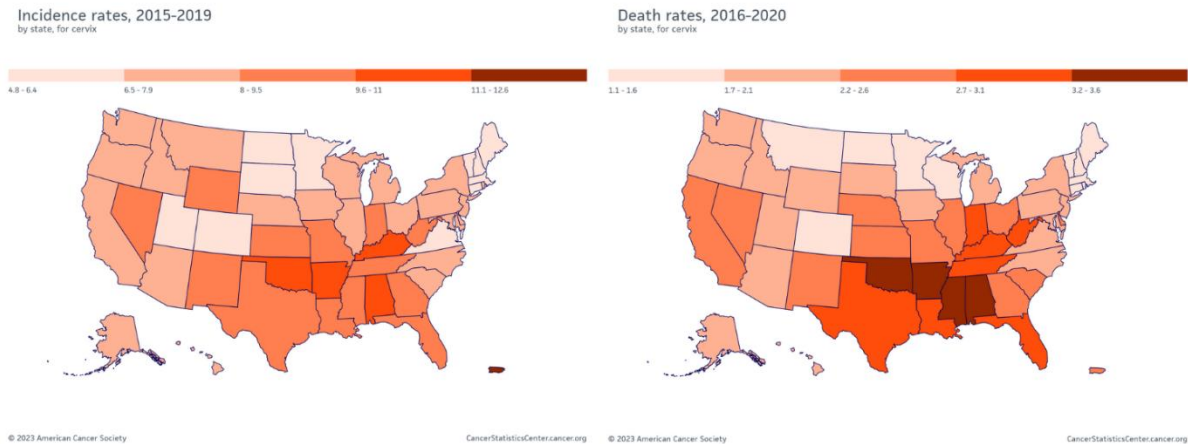 Incidence rates, 2015-2019
by state, for cervix
4.8 - 6.4
6.5 - 7.9
8 - 9.5
9.6 - 11
11.1 - 12.6
© 2023 American Cancer Society
CancerStatisticsCenter.cancer.org
Death rates, 2016-2020
by state, for cervix
1.1 - 1.6
1.7 - 2.1
2.2 - 2.6
2.7 - 3.1
3.2 - 3.6
© 2023 American Cancer Society
CancerStatisticsCenter.cancer.org